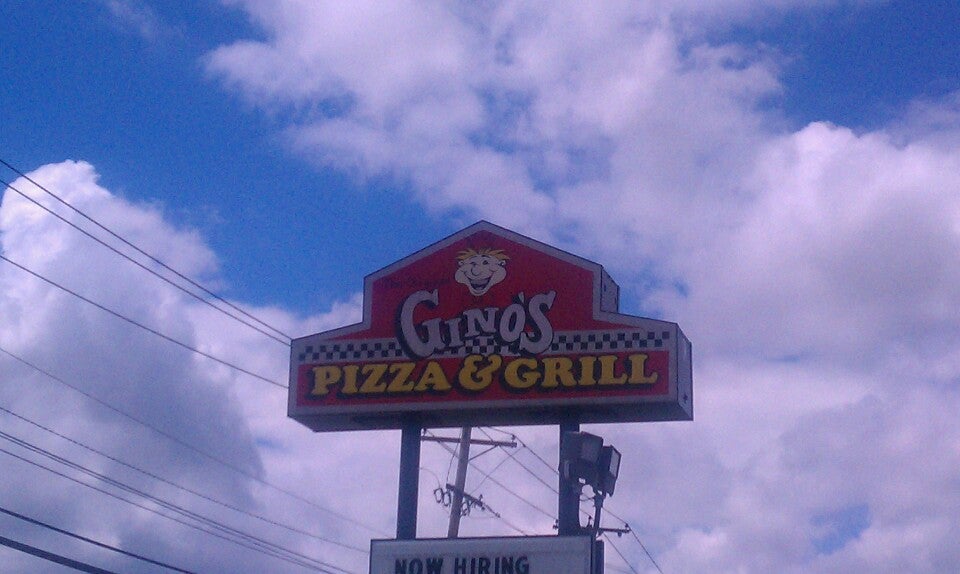 GINO'S
PIZZA & GRILL
NOW HIRING